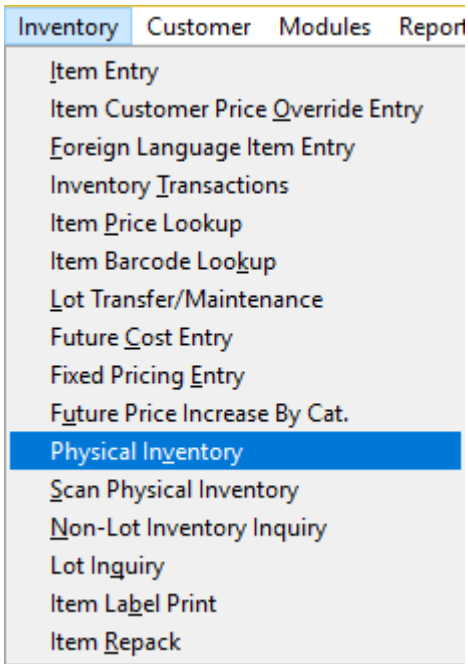 Inventory Customer Modules Report
Item Entry
Item Customer Price Override Entry
Foreign Language Item Entry
Inventory Transactions
Item Price Lookup
Item Barcode Lookup
Lot Transfer/Maintenance
Future Cost Entry
Fixed Pricing Entry
Future Price Increase By Cat.
Physical Inventory
Scan Physical Inventory
Non-Lot Inventory Inquiry
Lot Inquiry
Item Label Print
Item Repack